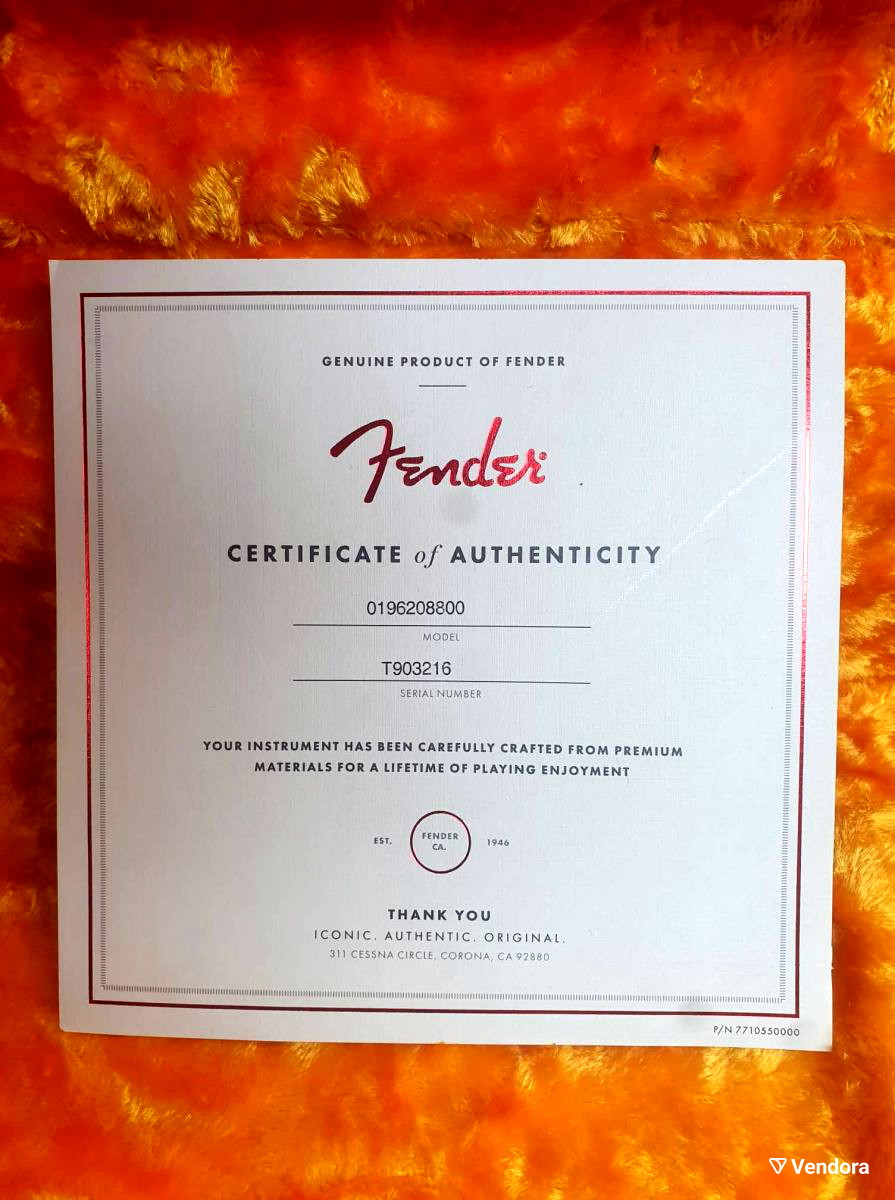 GENUINE PRODUCT OF FENDER
Fender®
CERTIFICATE of AUTHENTICITY
0196208800
MODEL
T903216
SERIAL NUMBER
YOUR INSTRUMENT HAS BEEN CAREFULLY CRAFTED FROM PREMIUM
MATERIALS FOR A LIFETIME OF PLAYING ENJOYMENT
EST. FENDER CA. 1946
THANK YOU
ICONIC. AUTHENTIC. ORIGINAL.
311 CESSNA CIRCLE, CORONA, CA 92880
P/N 7710550000
Vendora